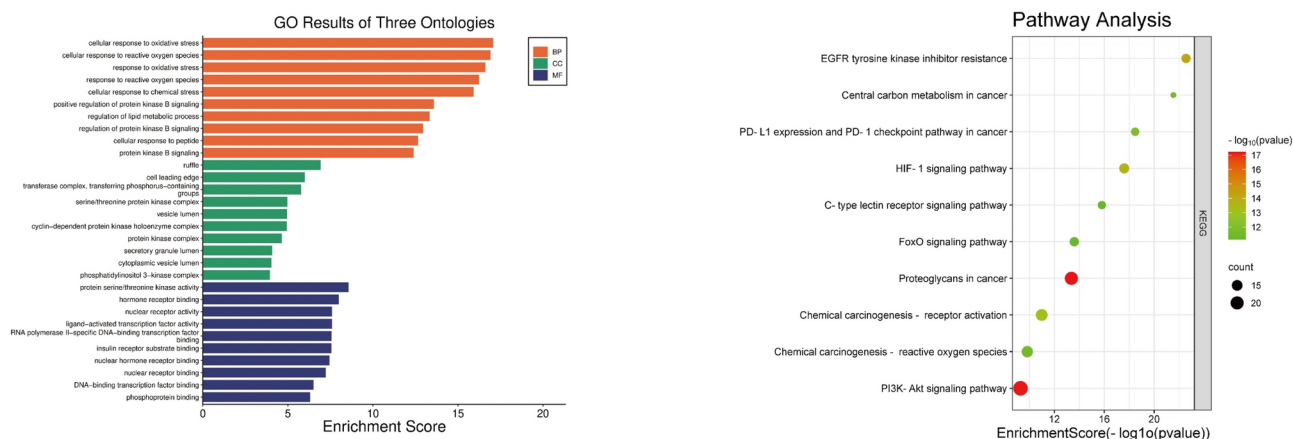 GO Results of Three Ontologies
cellular response to oxidative stress
cellular response to reactive oxygen species
response to oxidative stress
response to reactive oxygen species
cellular response to chemical stress
positive regulation of protein kinase B signaling
regulation of lipid metabolic process
regulation of protein kinase B signaling
cellular response to peptide
protein kinase B signaling
ruffle
cell leading edge
transferase complex, transferring phosphorus−containing
groups
serine/threonine protein kinase complex
vesicle lumen
cyclin−dependent protein kinase holoenzyme complex
protein kinase complex
secretory granule lumen
cytoplasmic vesicle lumen
phosphatidylinositol 3−kinase complex
protein serine/threonine kinase activity
hormone receptor binding
nuclear receptor activity
ligand−activated transcription factor activity
RNA polymerase II−specific DNA−binding transcription factor
binding
insulin receptor substrate binding
nuclear hormone receptor binding
nuclear receptor binding
DNA−binding transcription factor binding
phosphoprotein binding
0 5 10 15 20
Enrichment Score
BP
CC
MF
Pathway Analysis
EGFR tyrosine kinase inhibitor resistance
Central carbon metabolism in cancer
PD- L1 expression and PD- 1 checkpoint pathway in cancer
HIF- 1 signaling pathway
C- type lectin receptor signaling pathway
FoxO signaling pathway
Proteoglycans in cancer
Chemical carcinogenesis - receptor activation
Chemical carcinogenesis - reactive oxygen species
PI3K- Akt signaling pathway
12 16 20
EnrichmentScore(- log1o(pvalue))
KEGG
- log10(pvalue)
17
16
15
14
13
12
count
15
20